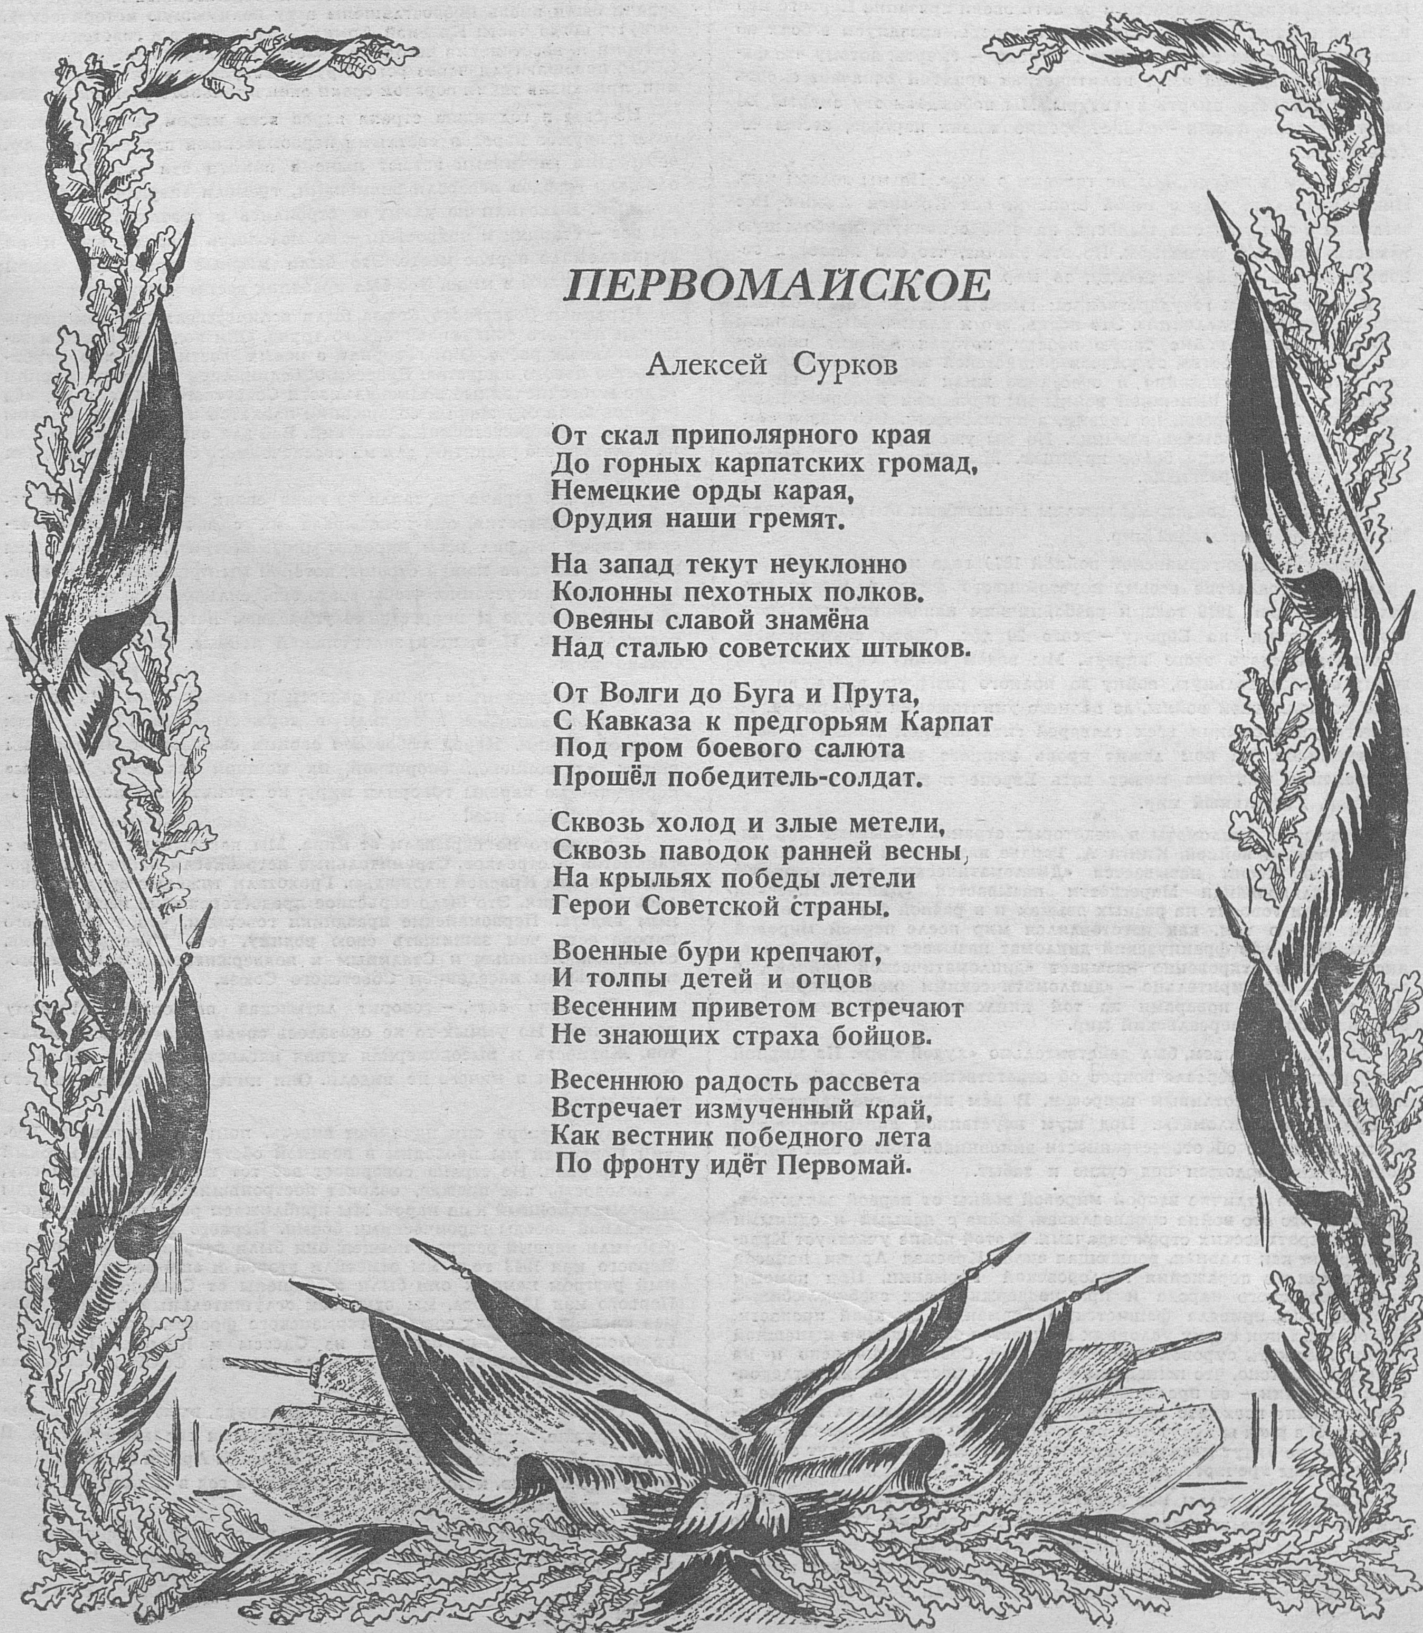 ПЕРВОМАЙСКОЕ
Алексей Сурков
От скал приполярного края
До горных карпатских громад,
Немецкие орды карая,
Орудия наши гремят.
На запад текут неуклонно
Колонны пехотных полков.
Овеяны славой знамёна
Над сталью советских штыков.
От Волги до Буга и Прута,
С Кавказа к предгорьям Карпат
Под гром боевого салюта
Прошёл победитель-солдат.
Сквозь холод и злые метели,
Сквозь паводок ранней весны,
На крыльях победы летели
Герои Советской страны.
Военные бури крепчают,
И толпы детей и отцов
Весенним приветом встречают
Не знающих страха бойцов.
Весеннюю радость рассвета
Встречает измученный край,
Как вестник победного лета
По фронту идёт Первомай.